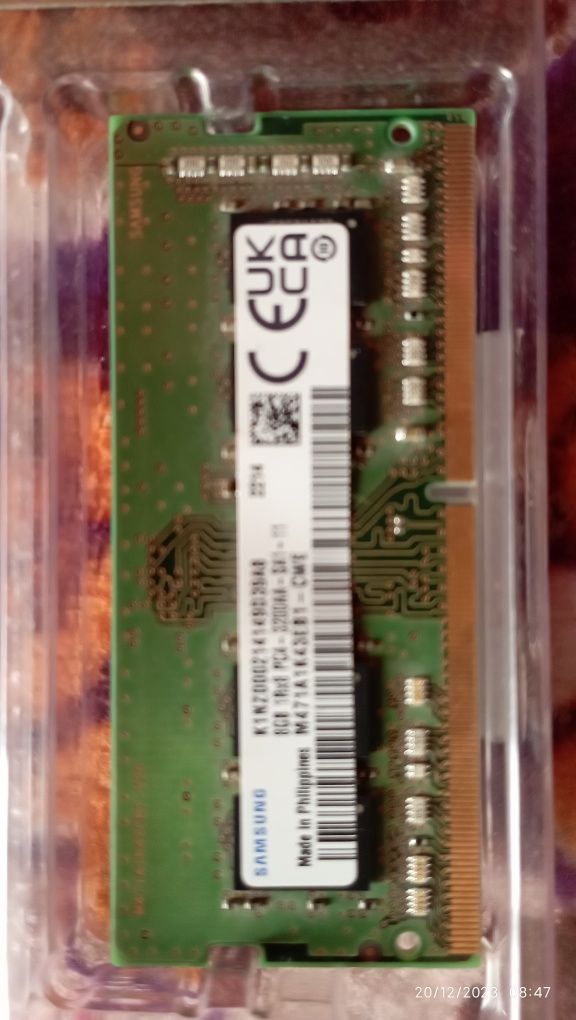 SAMSUNG
8GB 1Rx8 PC4-3200AA-SA1-11
Made in Philippines
M471A1K43EB1-CWE
2214
CE UK CA
SAMSUNG
20/12/2023 08:47